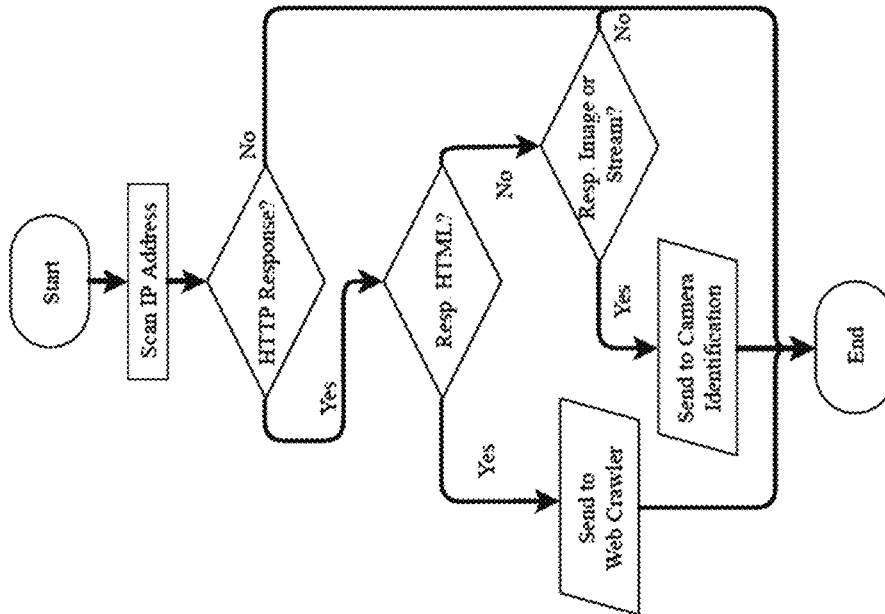 Start
Scan IP Address
HTTP Response?
No
Yes
Resp. HTML?
No
Yes
Resp. Image or
Stream?
No
Yes
Send to
Web Crawler
Send to Camera
Identification
End